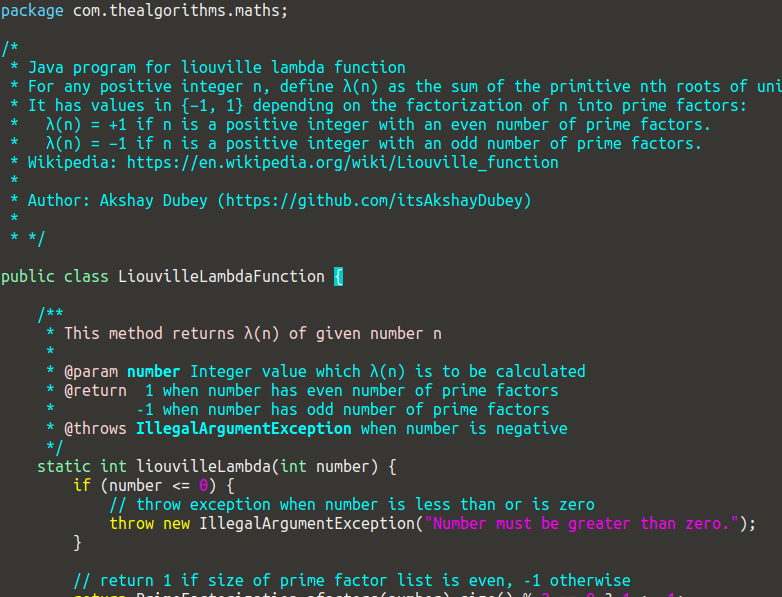 package com.thealgorithms.maths;
/*
 * Java program for liouville lambda function
 * For any positive integer n, define λ(n) as the sum of the primitive nth roots of
 * It has values in {−1, 1} depending on the factorization of n into prime factors:
 *   λ(n) = +1 if n is a positive integer with an even number of prime factors.
 *   λ(n) = −1 if n is a positive integer with an odd number of prime factors.
 * Wikipedia: https://en.wikipedia.org/wiki/Liouville_function
 *
 * Author: Akshay Dubey (https://github.com/itsAkshayDubey)
 *
 * */
public class LiouvilleLambdaFunction {
    /**
     * This method returns λ(n) of given number n
     *
     * @param number Integer value which λ(n) is to be calculated
     * @return  1 when number has even number of prime factors
     *         -1 when number has odd number of prime factors
     * @throws IllegalArgumentException when number is negative
     */
    static int liouvilleLambda(int number) {
        if (number <= 0) {
            // throw exception when number is less than or is zero
            throw new IllegalArgumentException("Number must be greater than zero.");
        }
        // return 1 if size of prime factor list is even, -1 otherwise